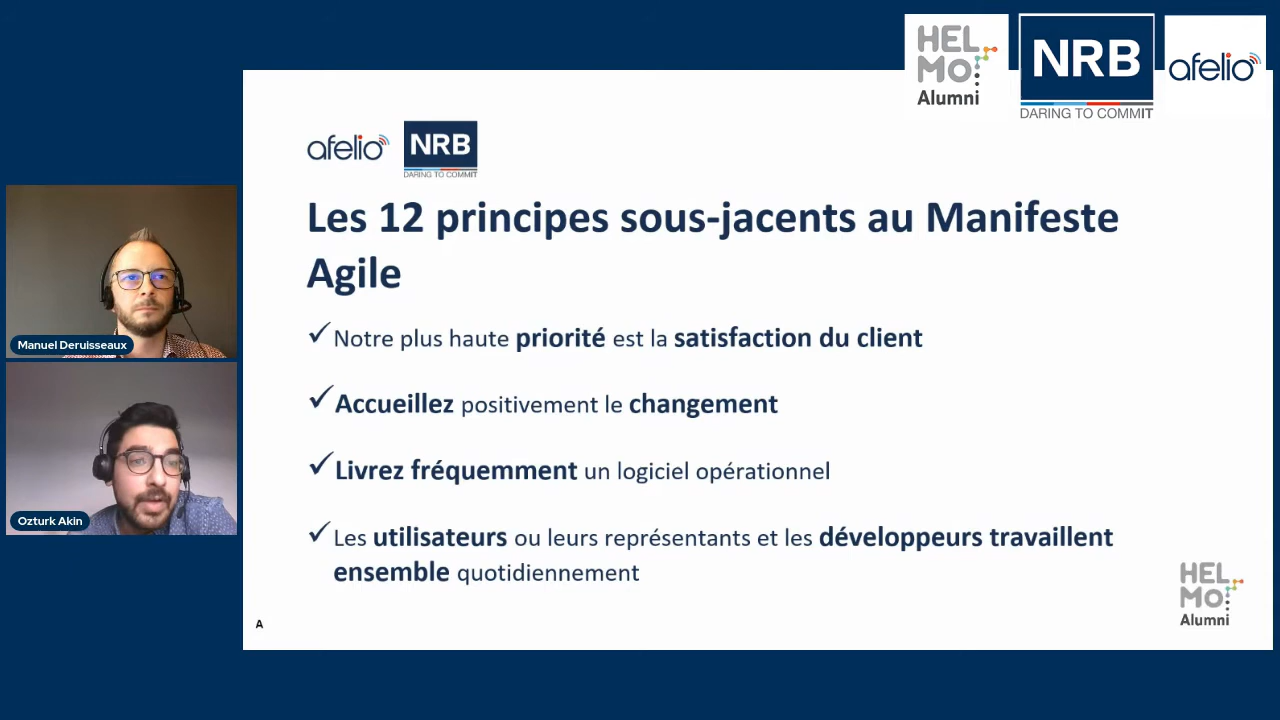 HEL
MO
Alumni
NRB
DARING TO COMMIT
afelio
afelio
NRB
DARING TO COMMIT
Les 12 principes sous-jacents au Manifeste
Agile
✓Notre plus haute priorité est la satisfaction du client
✓Accueillez positivement le changement
✓Livrez fréquemment un logiciel opérationnel
✓Les utilisateurs ou leurs représentants et les développeurs travaillent
ensemble quotidiennement
Manuel Deruisseaux
Ozturk Akin
HEL
MO
Alumni
A